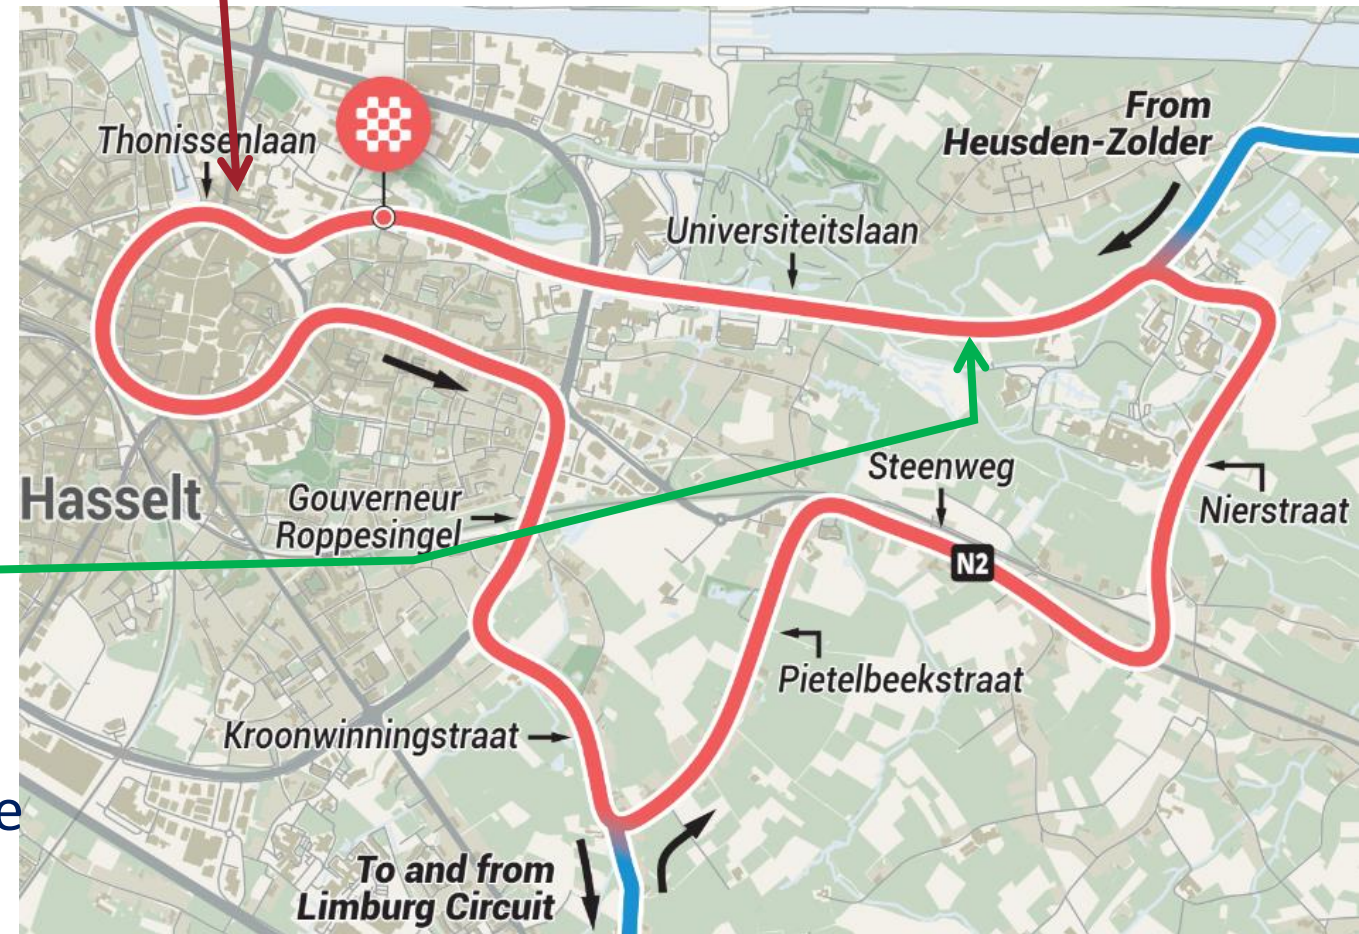 From
Heusden-Zolder
Thonissenlaan
Universiteitslaan
Steenweg
Hasselt
Gouverneur
Roppesingel
Nierstraat
N2
Pietelbeekstraat
Kroonwinningstraat
e
To and from
Limburg Circuit